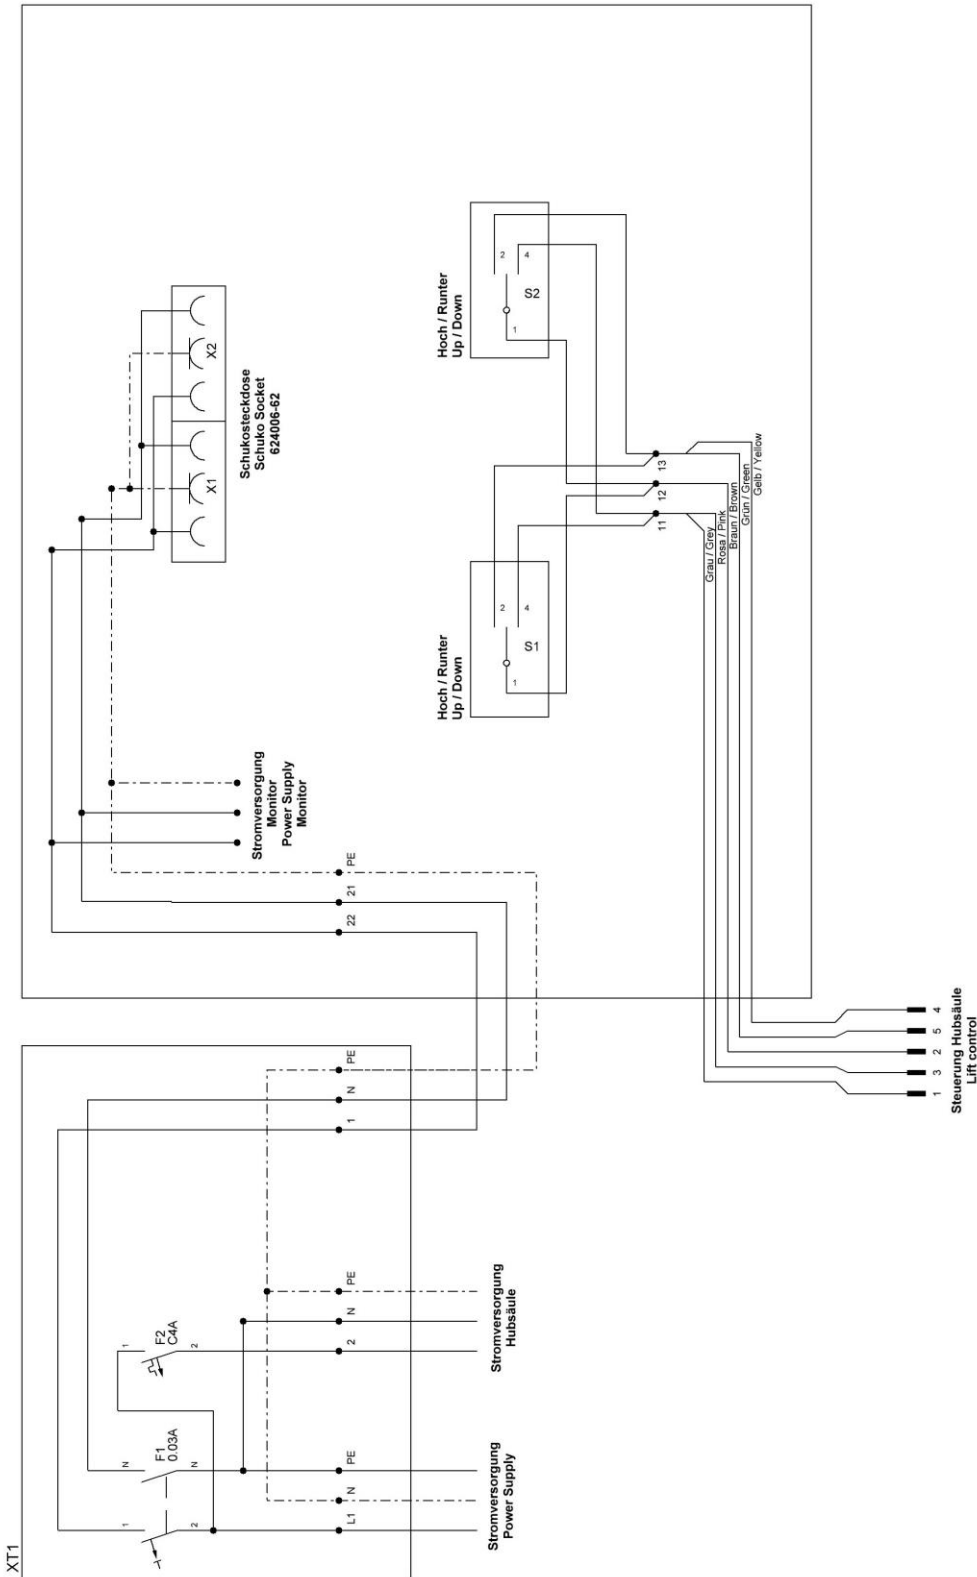 XT1
F1
0.03A
1
2
N
N
F2
C4A
1
2
L1
N
PE
2
N
PE
1
N
PE
Stromversorgung
Power Supply
Stromversorgung
Hubsäule
22
21
PE
Stromversorgung
Monitor
Power Supply
Monitor
X1
X2
Schukosteckdose
Schuko Socket
624006-62
Hoch / Runter
Up / Down
S1
1
2
4
Hoch / Runter
Up / Down
S2
1
2
4
11
12
13
Grau / Grey
Rosa / Pink
Braun / Brown
Grün / Green
Gelb / Yellow
1
3
2
5
4
Steuerung Hubsäule
Lift control